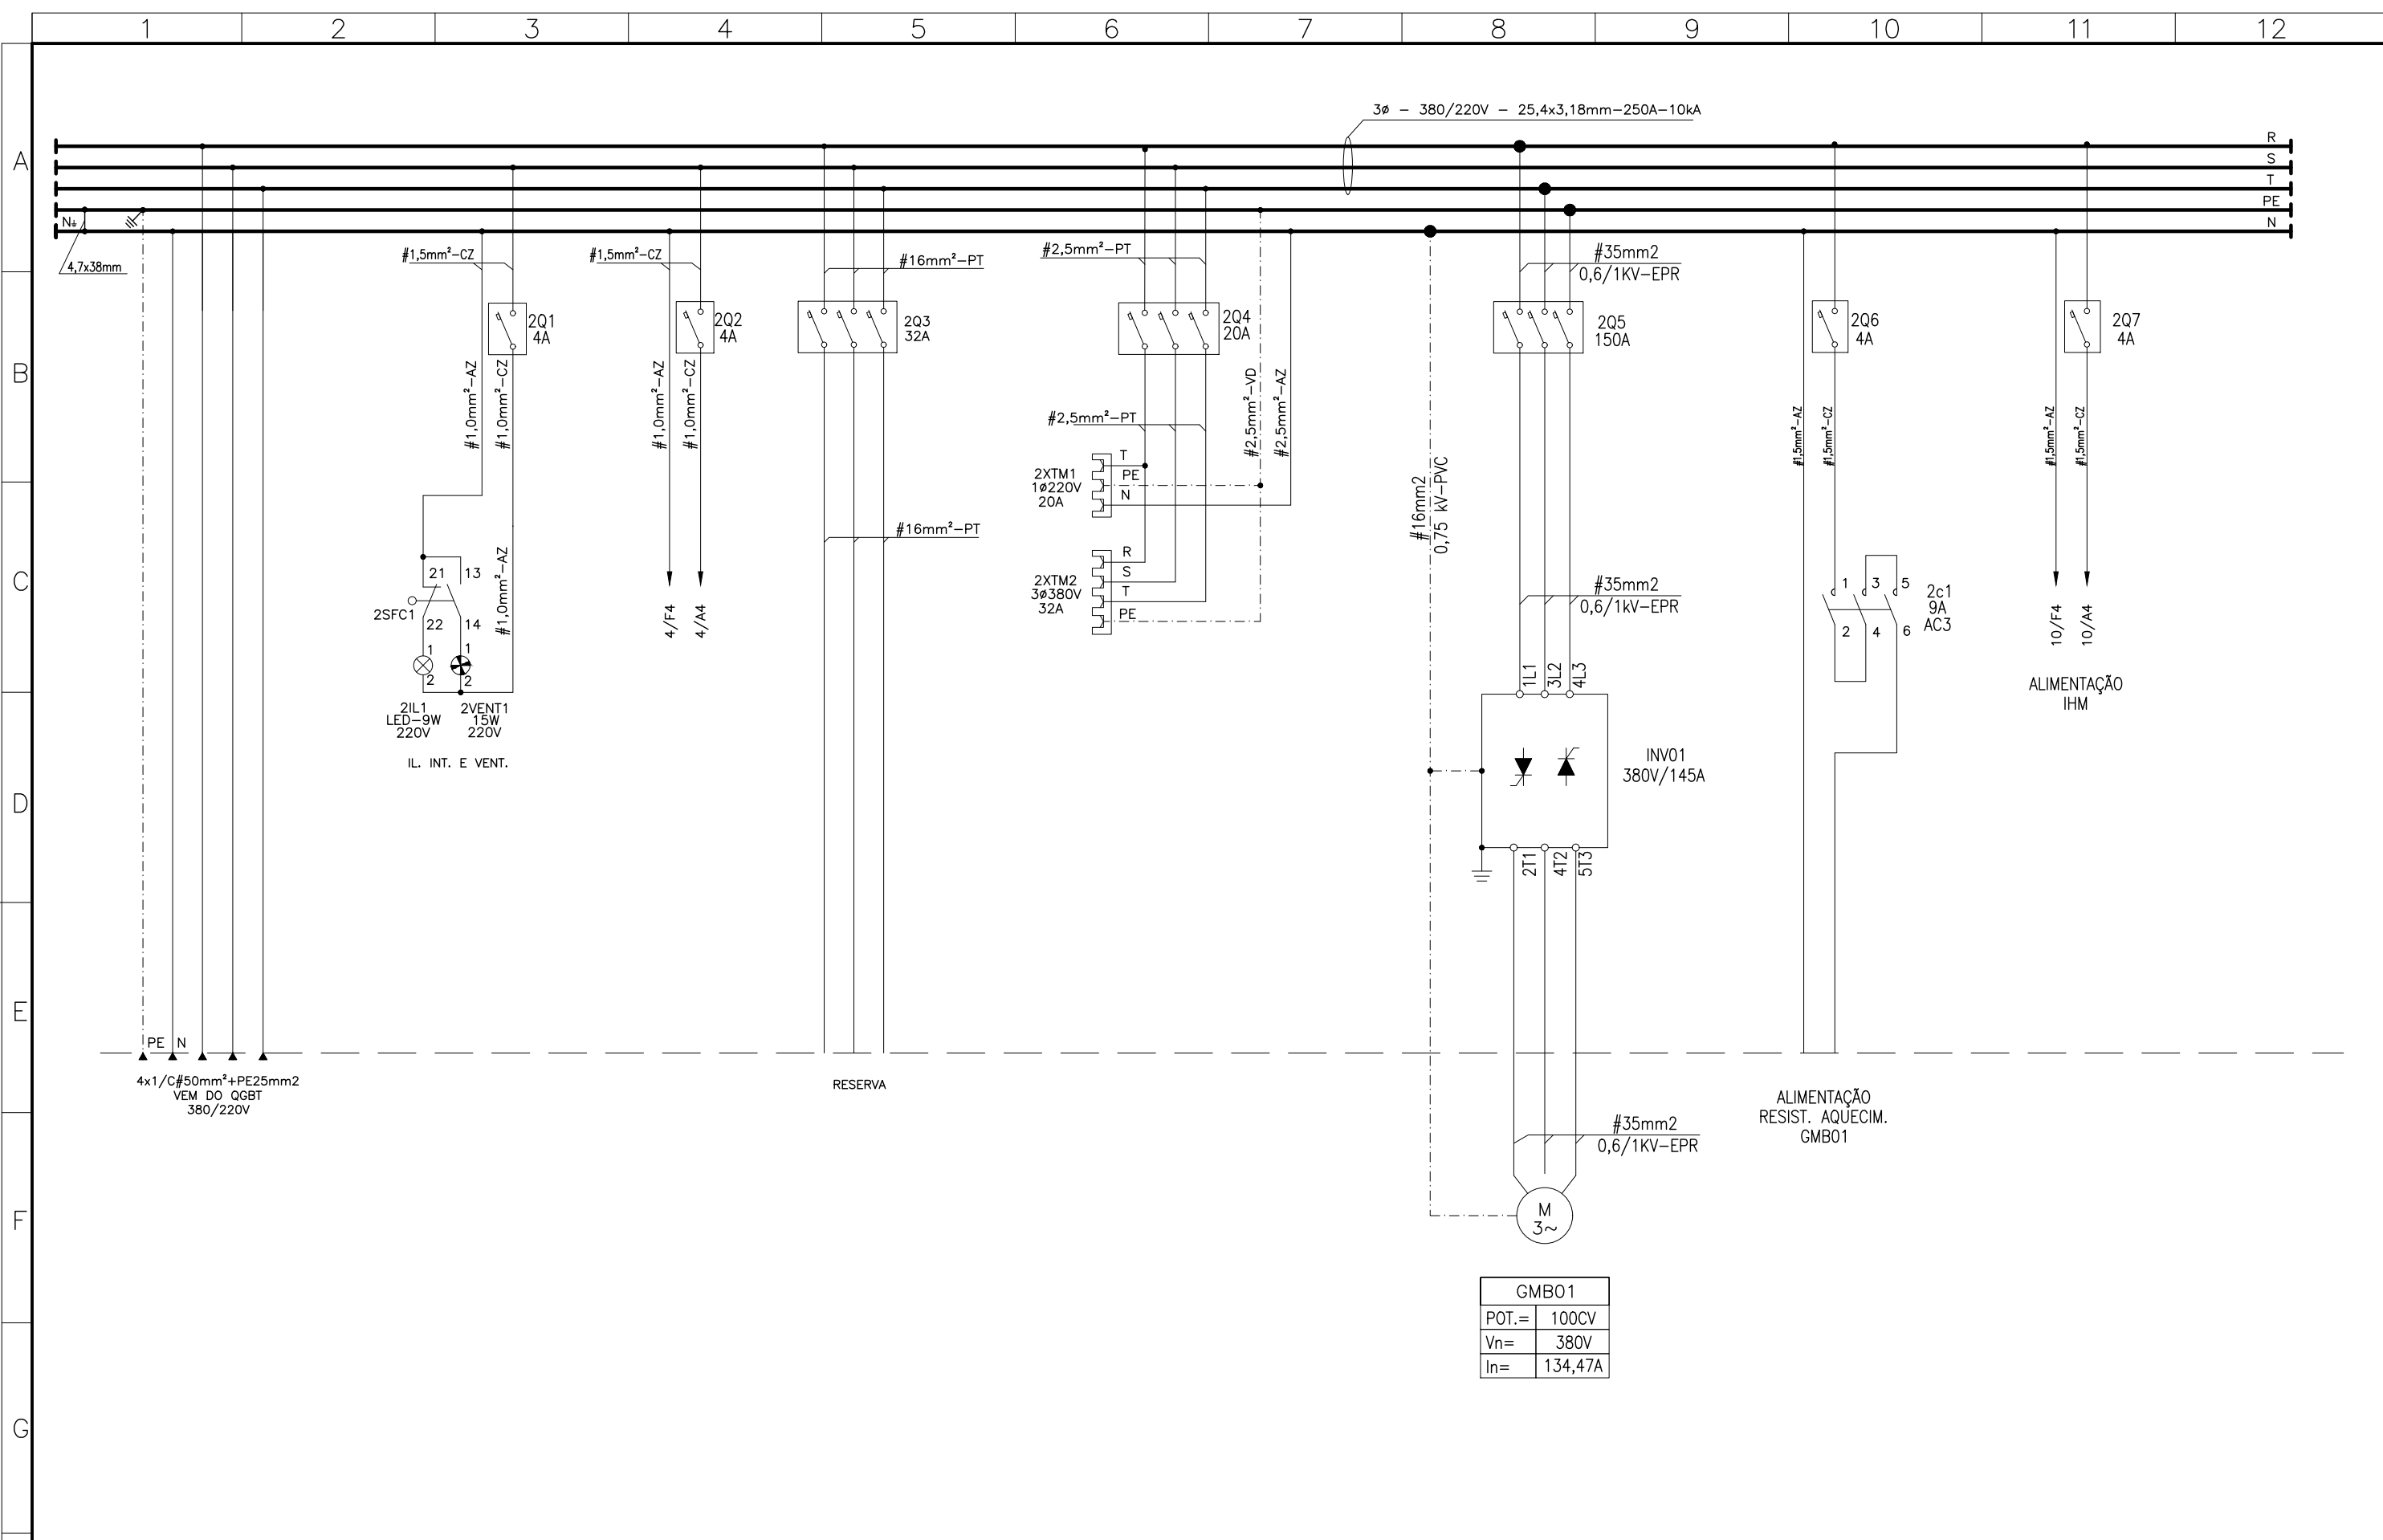 1 2 3 4 5 6 7 8 9 10 11 12
A
B
C
D
E
F
G
3ø - 380/220V - 25,4x3,18mm-250A-10kA
R
S
T
PE
N
N
4,7x38mm
#1,5mm²-CZ
#1,5mm²-CZ
#16mm²-PT
#2,5mm²-PT
#35mm2
0,6/1KV-EPR
2Q1
4A
2Q2
4A
2Q3
32A
2Q4
20A
2Q5
150A
2Q6
4A
2Q7
4A
#1,0mm²-AZ
#1,0mm²-CZ
#1,0mm²-AZ
#1,0mm²-CZ
#2,5mm²-PT
#2,5mm²-VD
#2,5mm²-AZ
#1,5mm²-AZ
#1,5mm²-CZ
#1,5mm²-AZ
#1,5mm²-CZ
2XTM1
1ø220V
20A
T
PE
N
#16mm2
0,75 kV-PVC
#16mm²-PT
2XTM2
3ø380V
32A
R
S
T
PE
#1,0mm²-AZ
21 13
2SFC1
22 14
1 1
2 2
2IL1
LED-9W
220V
2VENT1
15W
220V
IL. INT. E VENT.
4/F4
4/A4
#35mm2
0,6/1kV-EPR
1L1
3L2
4L3
INV01
380V/145A
2T1
4T2
5T3
1 3 5
2 4 6
2c1
9A
AC3
10/F4
10/A4
ALIMENTAÇÃO
IHM
PE N
4x1/C#50mm²+PE25mm2
VEM DO QGBT
380/220V
RESERVA
ALIMENTAÇÃO
RESIST. AQUECIM.
GMB01
#35mm2
0,6/1KV-EPR
M
3~
GMB01
POT.= 100CV
Vn= 380V
In= 134,47A